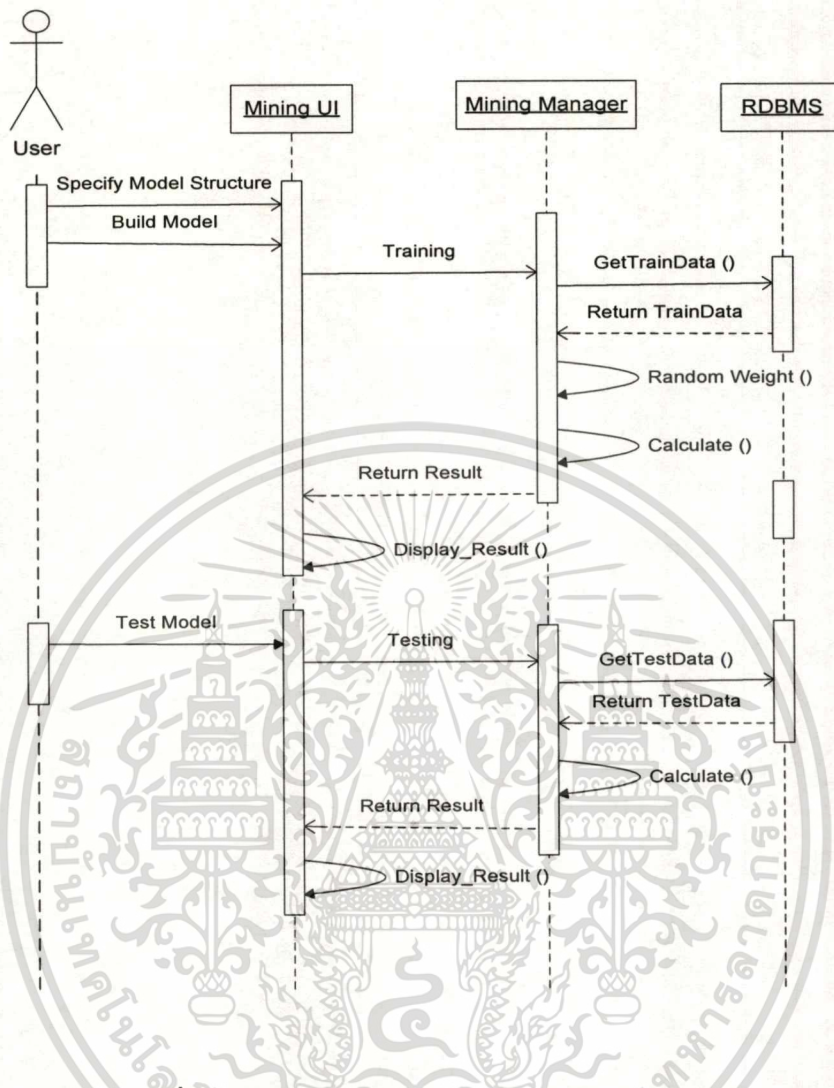 Mining UI
Mining Manager
RDBMS
User
Specify Model Structure
Build Model
Training
GetTrainData ()
Return TrainData
Random Weight ()
Calculate ()
Return Result
Display_Result ()
Test Model
Testing
GetTestData ()
Return TestData
Calculate ()
Return Result
Display_Result ()